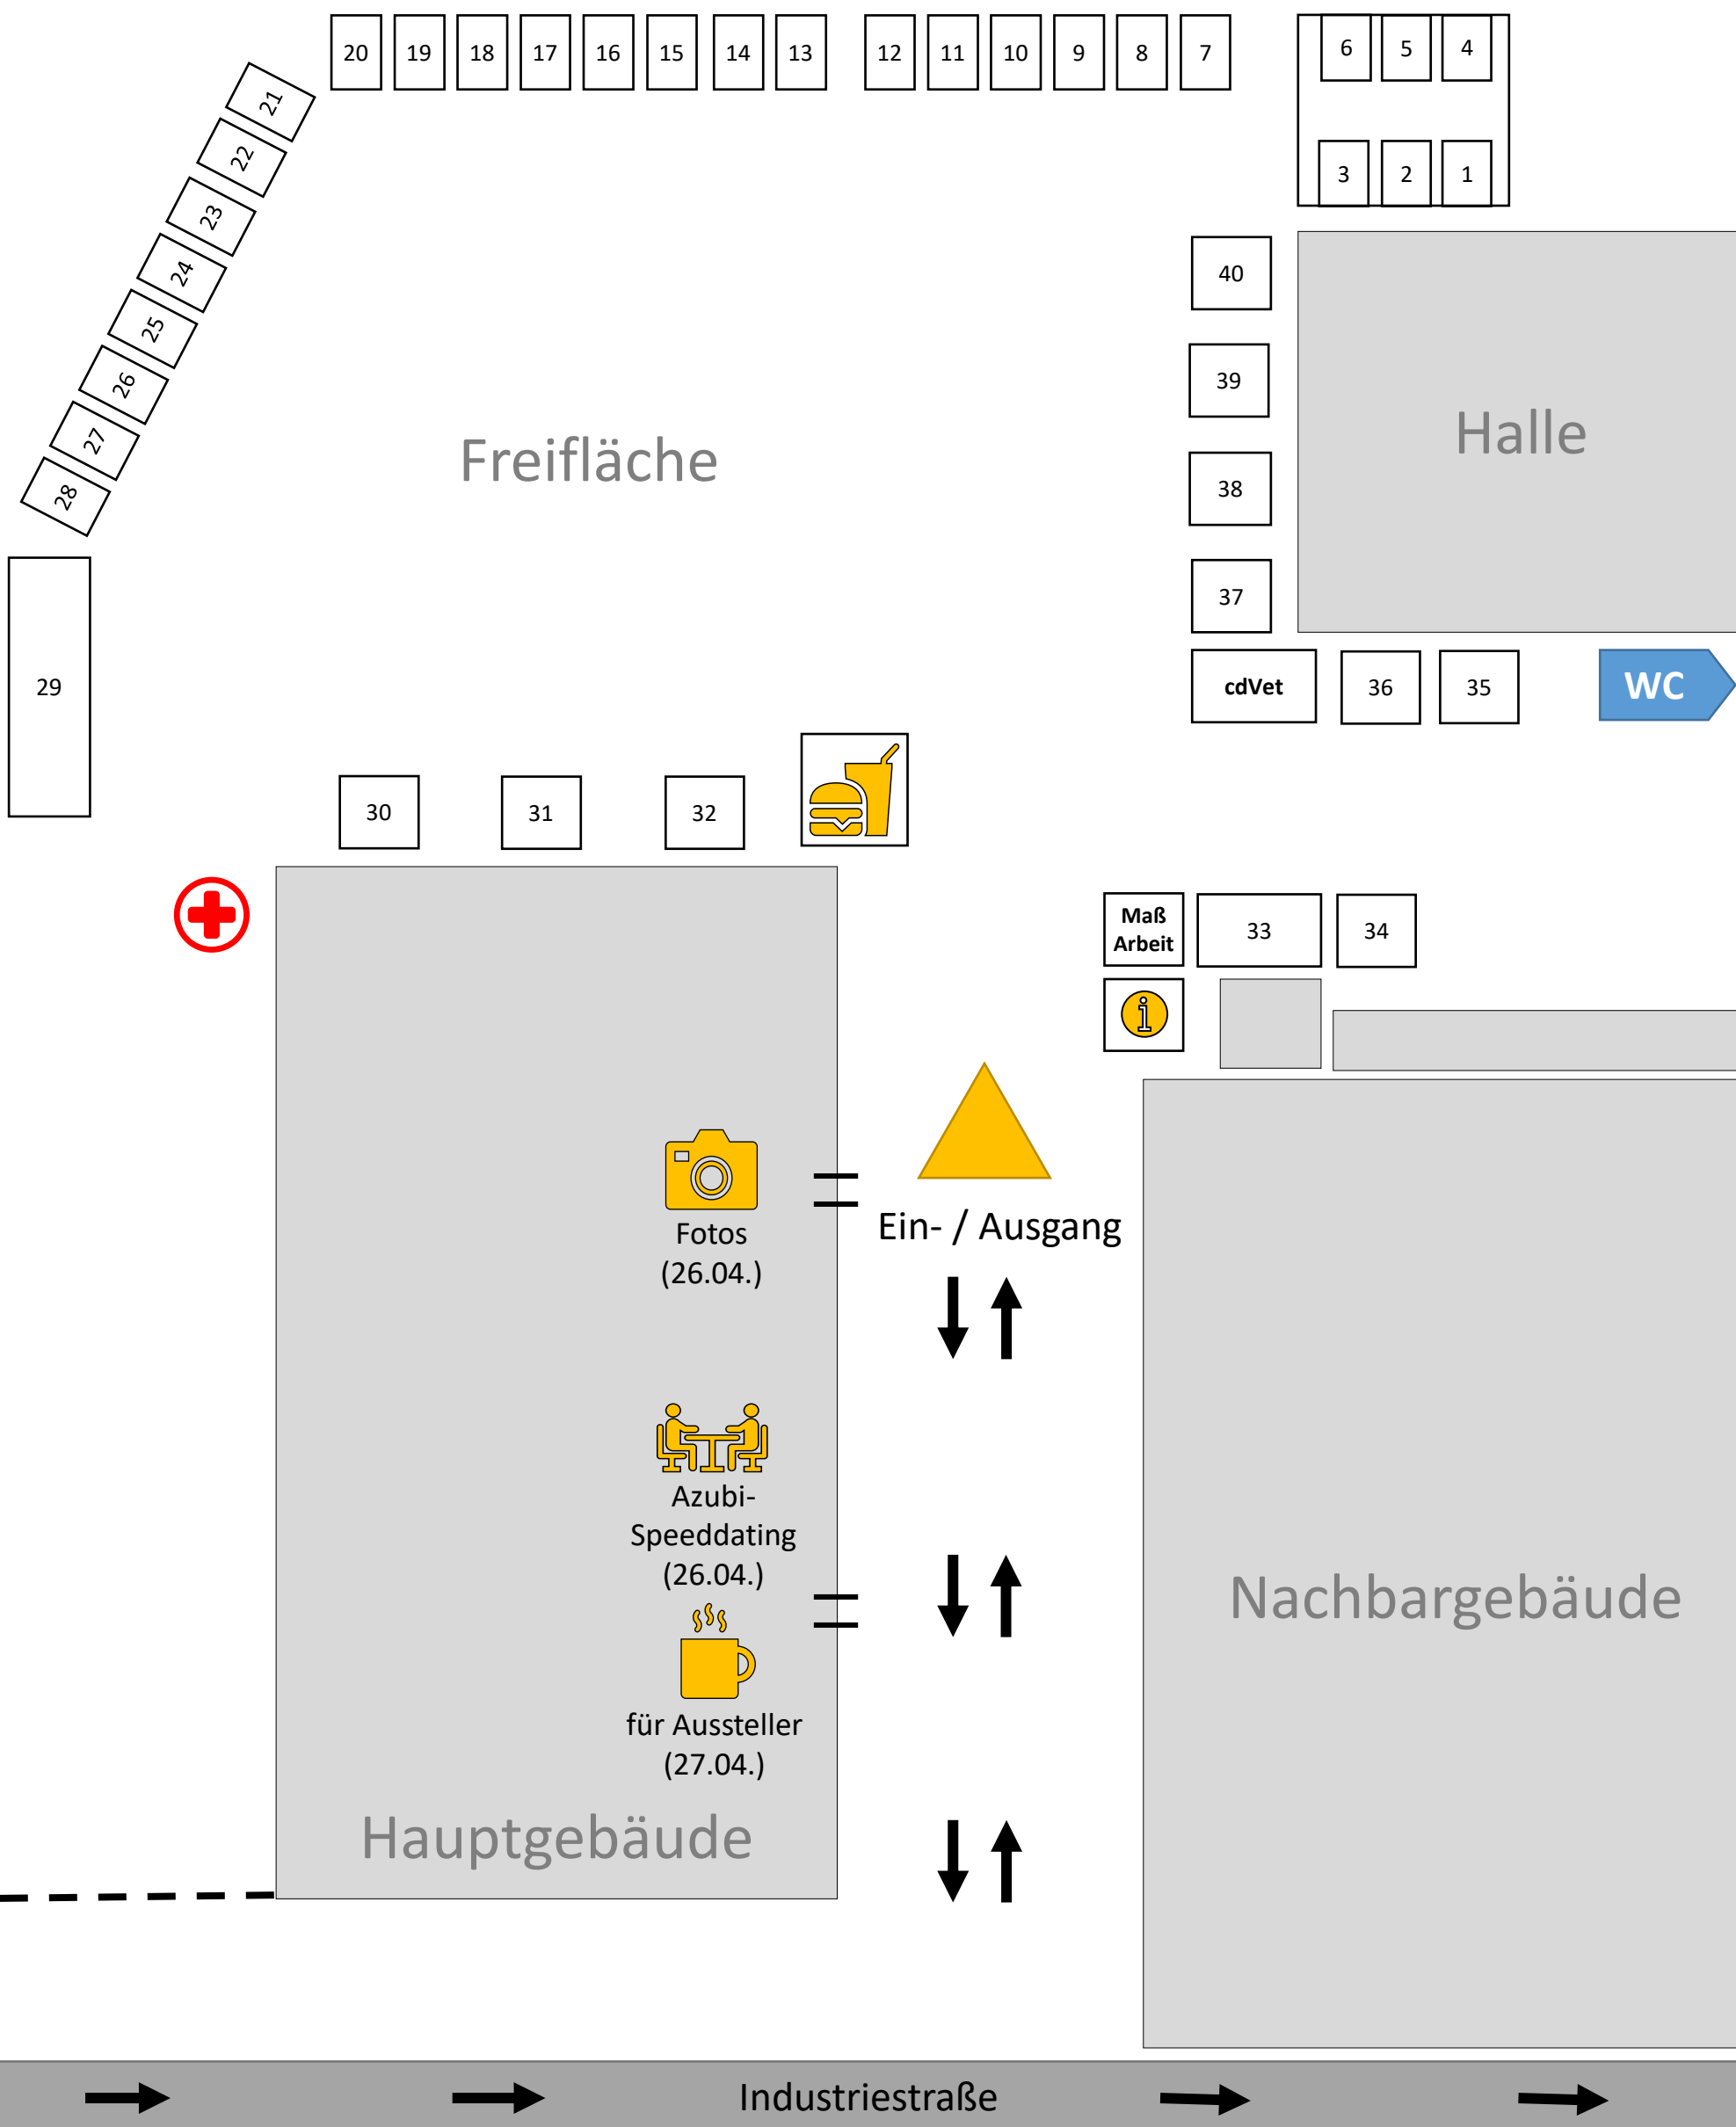 20 19 18 17 16 15 14 13 12 11 10 9 8 7
6 5 4
3 2 1
21
22
23
24
25
26
27
28
29
Freifläche
40
39
38
37
Halle
cdVet 36 35
WC
30 31 32
Maß
Arbeit
33 34
i
Fotos
(26.04.)
Ein- / Ausgang
Azubi-
Speeddating
(26.04.)
für Aussteller
(27.04.)
Hauptgebäude
Nachbargebäude
Industriestraße